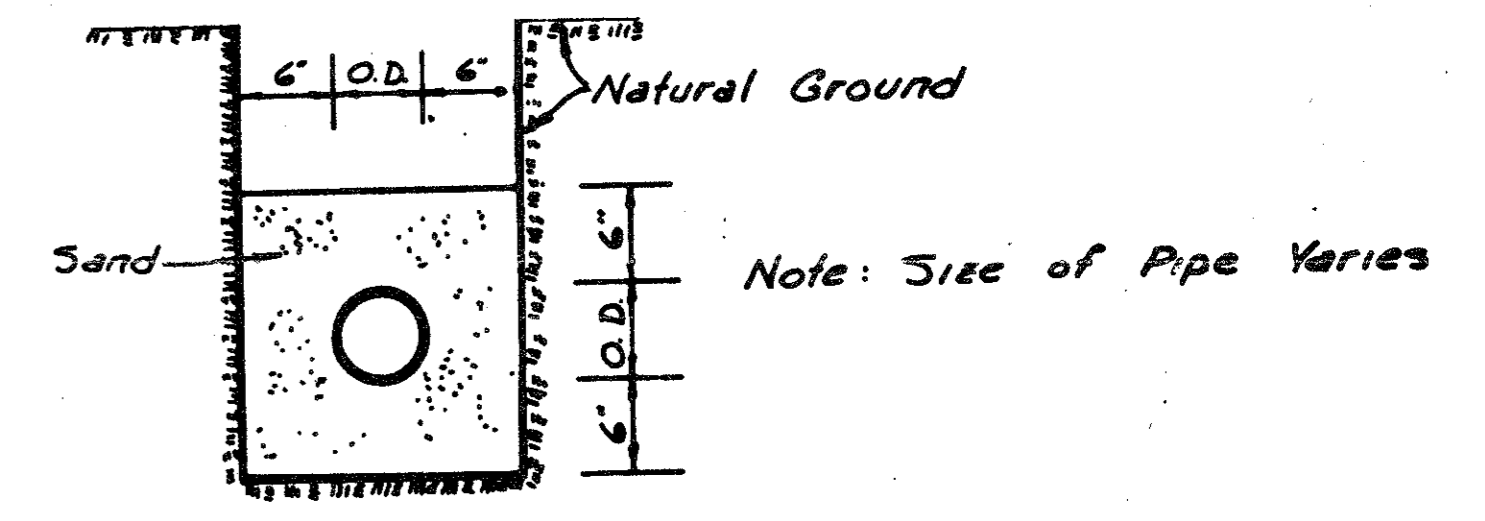 6" O.D. 6"
Natural Ground
6"
Sand
Note: Size of Pipe Varies
O.D.
6"